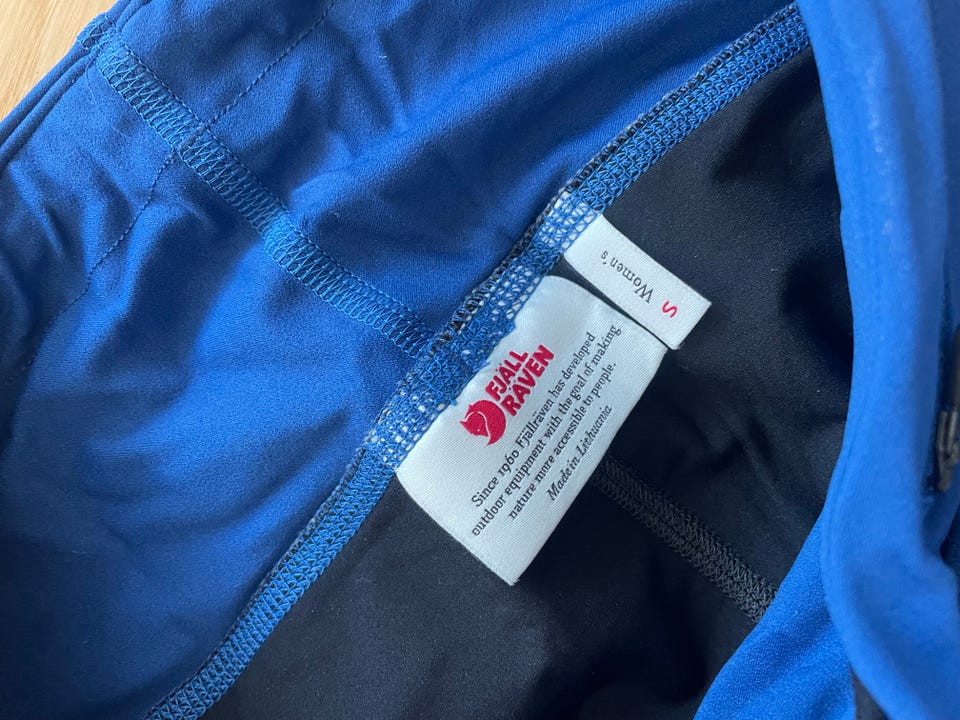 Women's
S
FJÄLL
RÄVEN
Since 1960 Fjällräven has developed
outdoor equipment with the goal of making
nature more accessible to people.
Made in Lithuania